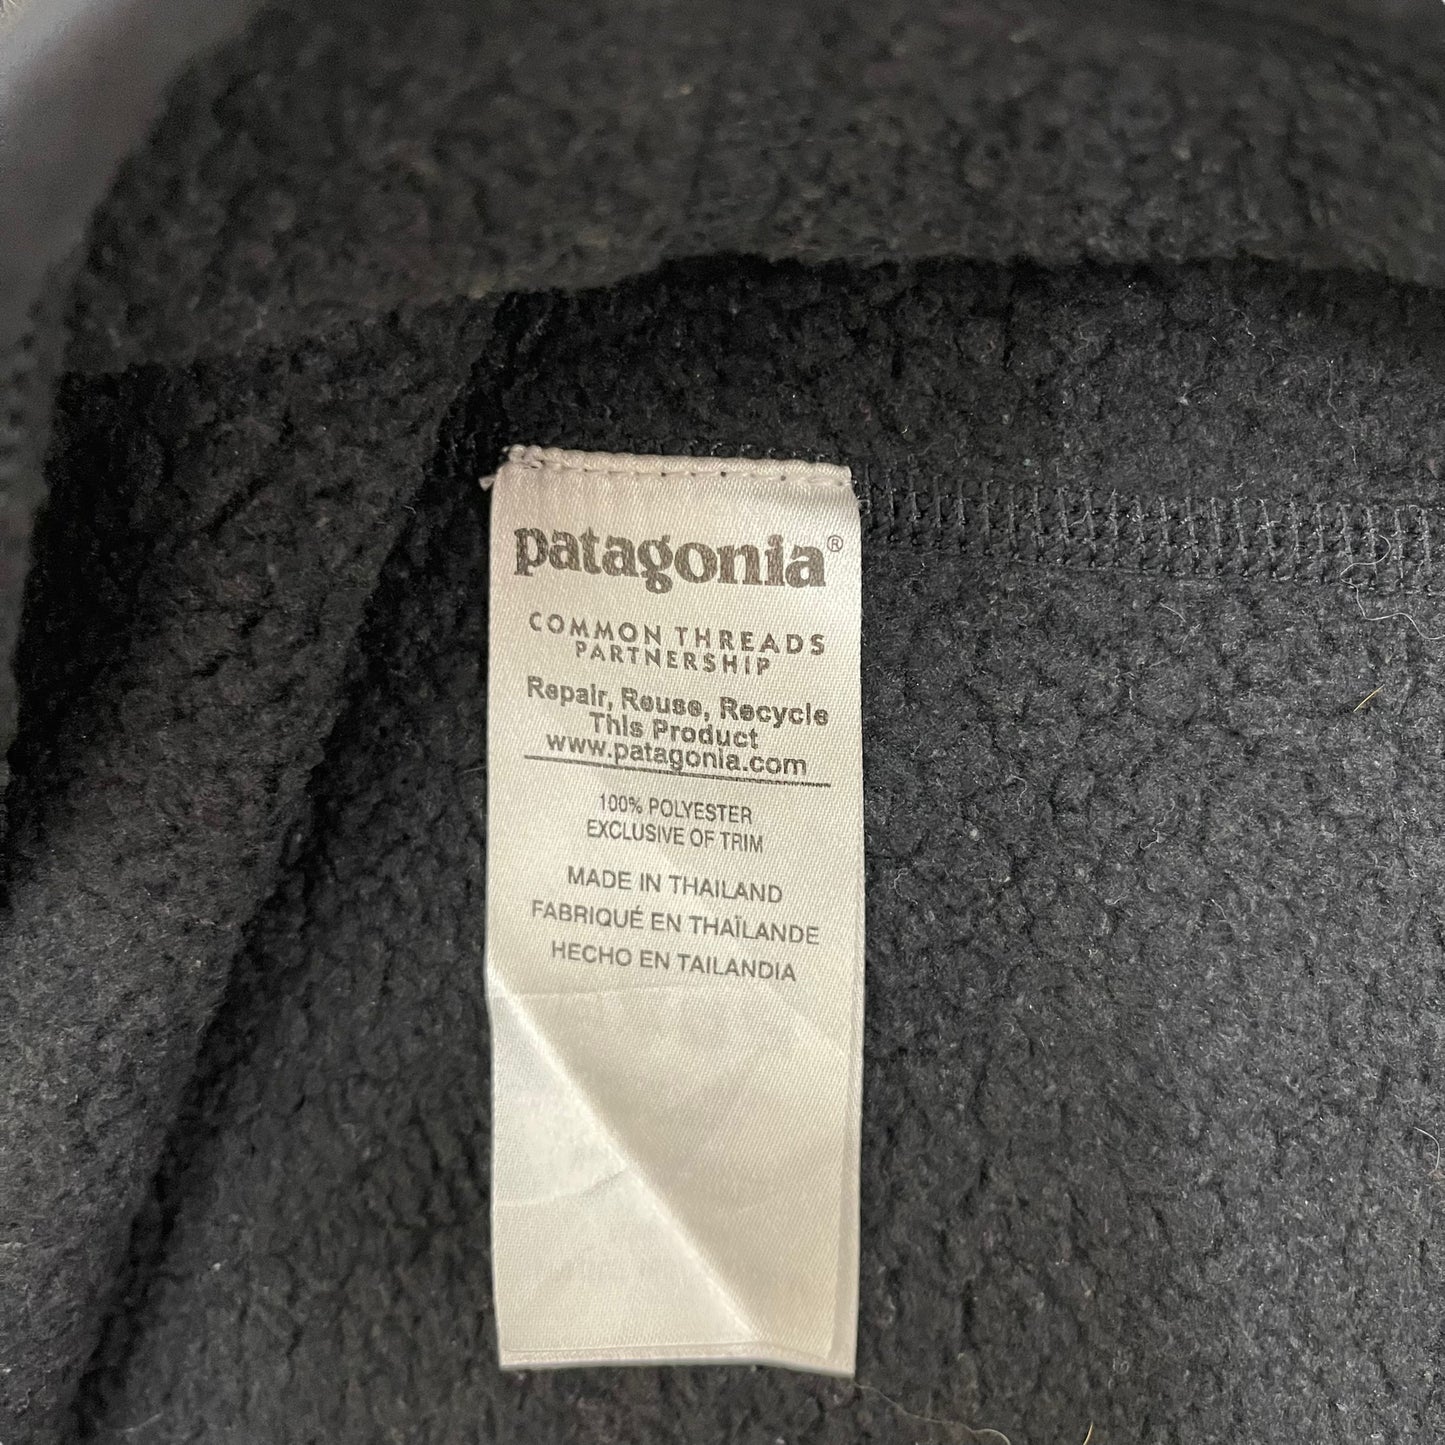 patagonia®
COMMON THREADS
PARTNERSHIP
Repair, Reuse, Recycle
This Product
www.patagonia.com
100% POLYESTER
EXCLUSIVE OF TRIM
MADE IN THAILAND
FABRIQUÉ EN THAÏLANDE
HECHO EN TAILANDIA